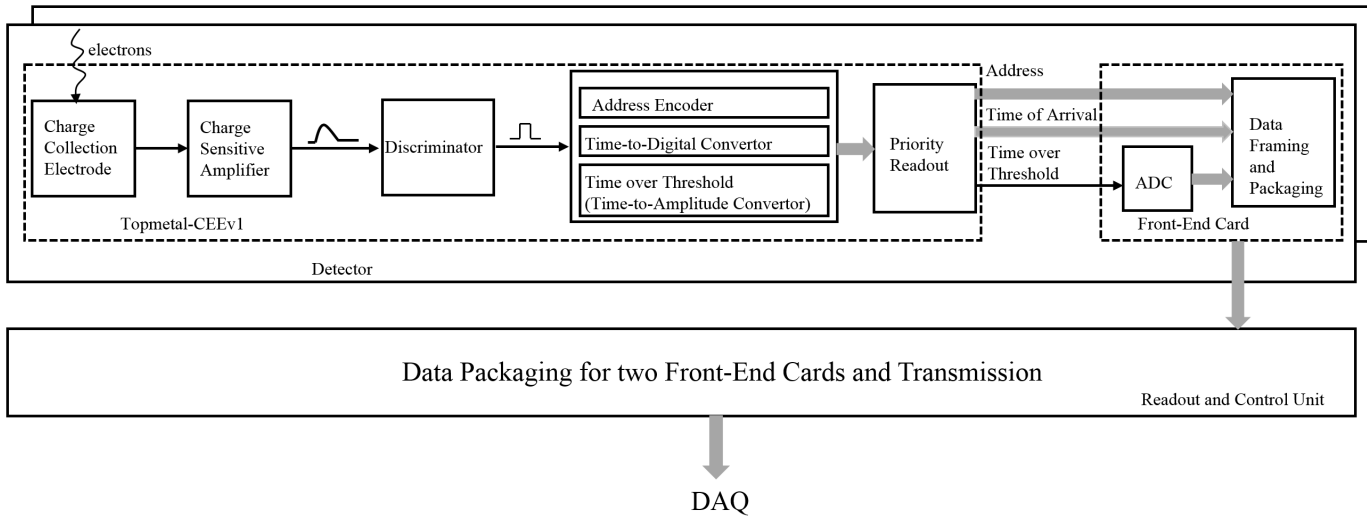 electrons
Charge
Collection
Electrode
Charge
Sensitive
Amplifier
Discriminator
Address Encoder
Time-to-Digital Convertor
Time over Threshold
(Time-to-Amplitude Convertor)
Priority
Readout
Address
Time of Arrival
Time over
Threshold
ADC
Data
Framing
and
Packaging
Topmetal-CEEv1
Front-End Card
Detector
Data Packaging for two Front-End Cards and Transmission
Readout and Control Unit
DAQ